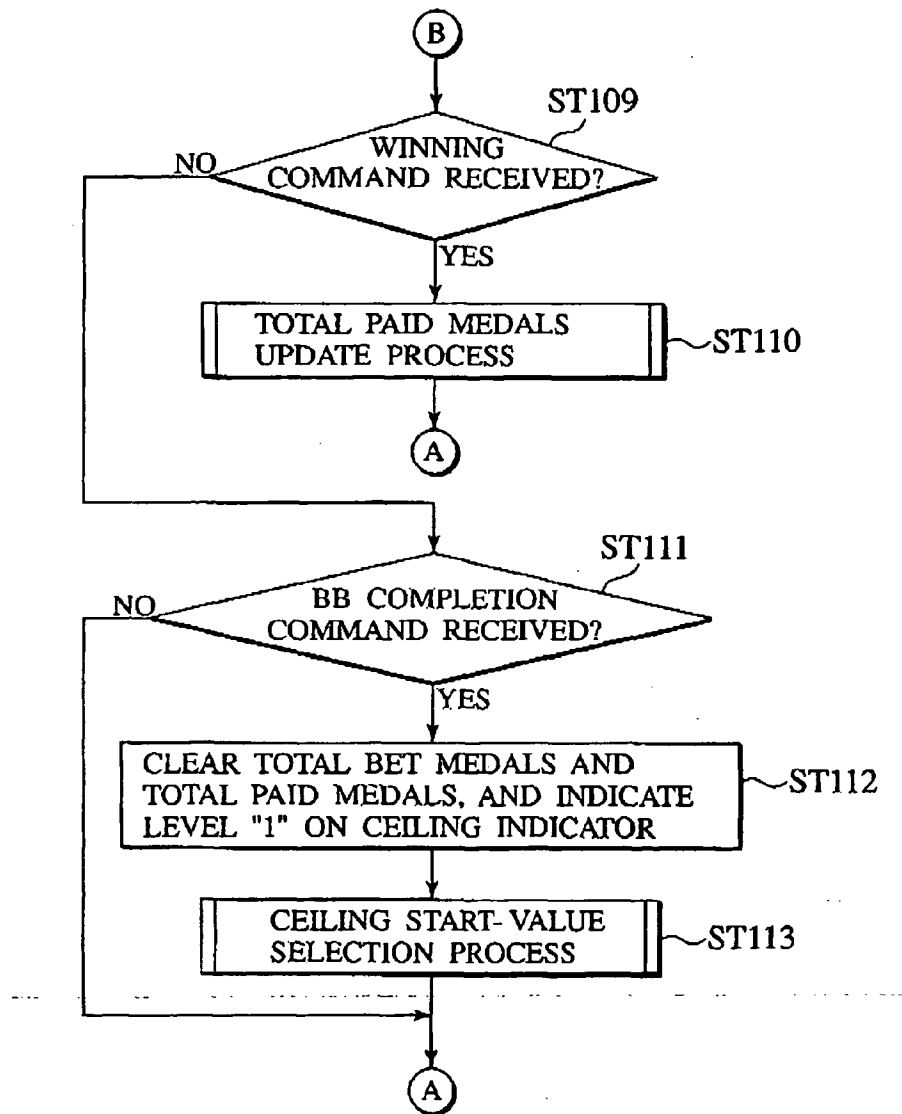 B
ST109
WINNING
COMMAND RECEIVED?
NO
YES
TOTAL PAID MEDALS
UPDATE PROCESS
ST110
A
ST111
BB COMPLETION
COMMAND RECEIVED?
NO
YES
CLEAR TOTAL BET MEDALS AND
TOTAL PAID MEDALS, AND INDICATE
LEVEL "1" ON CEILING INDICATOR
ST112
CEILING START-VALUE
SELECTION PROCESS
ST113
A